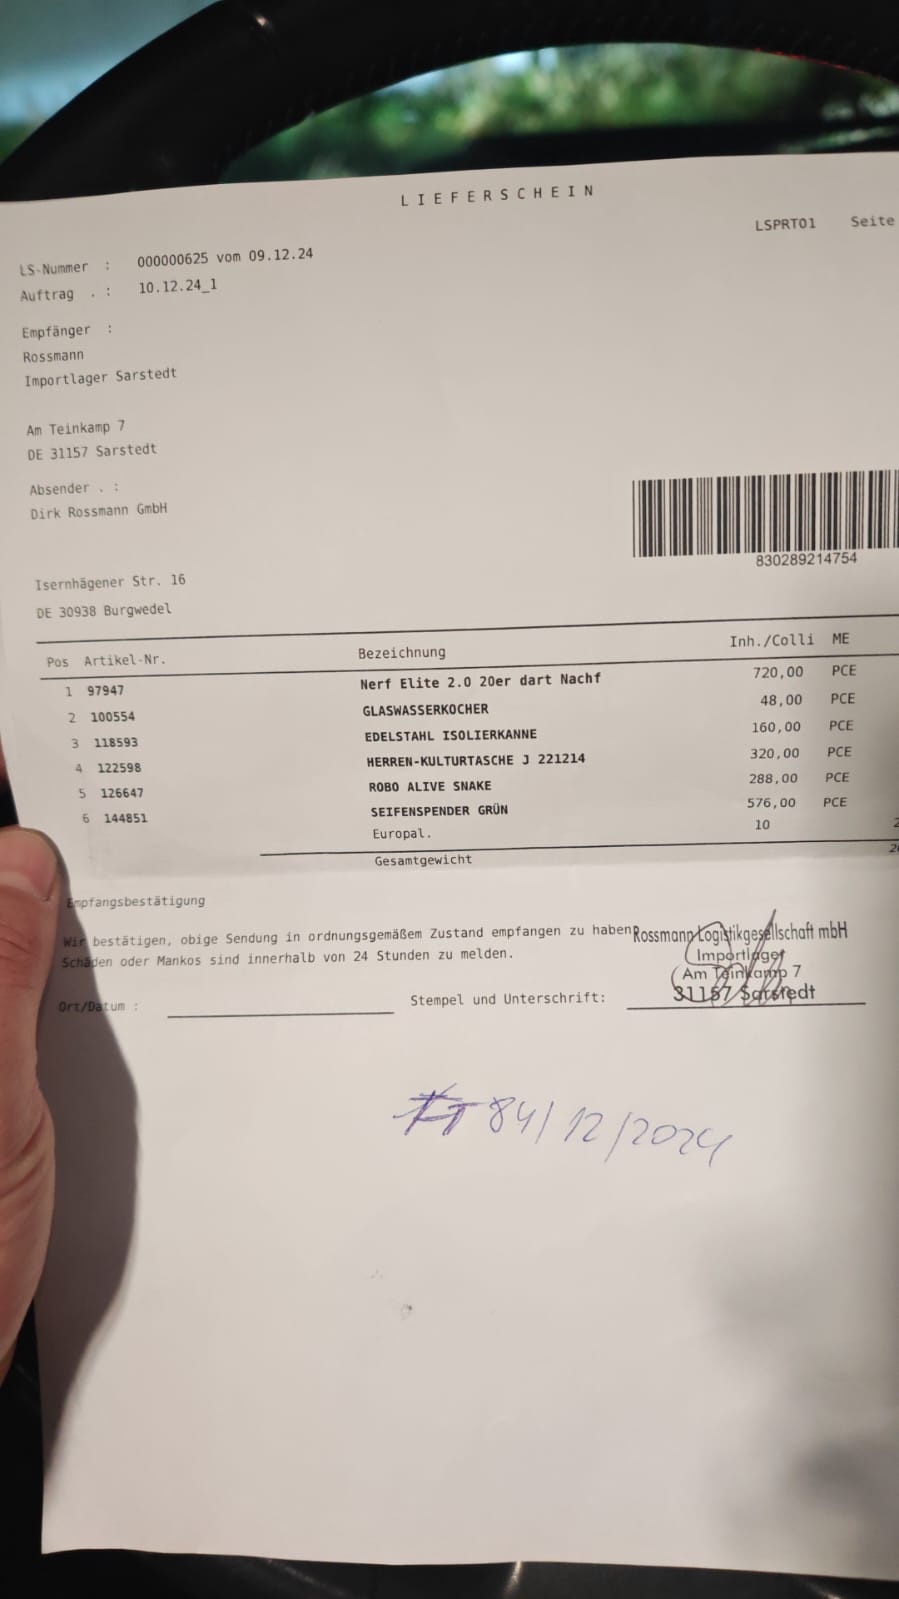 LIEFERSCHEIN
LSPRT01 Seite
LS-Nummer : 000000625 vom 09.12.24
Auftrag . : 10.12.24_1
Empfänger :
Rossmann
Importlager Sarstedt
Am Teinkamp 7
DE 31157 Sarstedt
Absender . :
Dirk Rossmann GmbH
830289214754
Isernhägener Str. 16
DE 30938 Burgwedel
Pos Artikel-Nr. Bezeichnung Inh./Colli ME
1 97947 Nerf Elite 2.0 20er dart Nachf 720,00 PCE
2 100554 GLASWASSERKOCHER 48,00 PCE
3 118593 EDELSTAHL ISOLIERKANNE 160,00 PCE
4 122598 HERREN-KULTURTASCHE J 221214 320,00 PCE
5 126647 ROBO ALIVE SNAKE 288,00 PCE
6 144851 SEIFENSPENDER GRÜN 576,00 PCE
Europal. 10
Gesamtgewicht
Empfangsbestätigung
Wir bestätigen, obige Sendung in ordnungsgemäßem Zustand empfangen zu haben
Schäden oder Mankos sind innerhalb von 24 Stunden zu melden.
Rossmann Logistikgesellschaft mbH
Importlager
Am Teinkamp 7
31157 Sarstedt
Ort/Datum : Stempel und Unterschrift:
84/12/2024